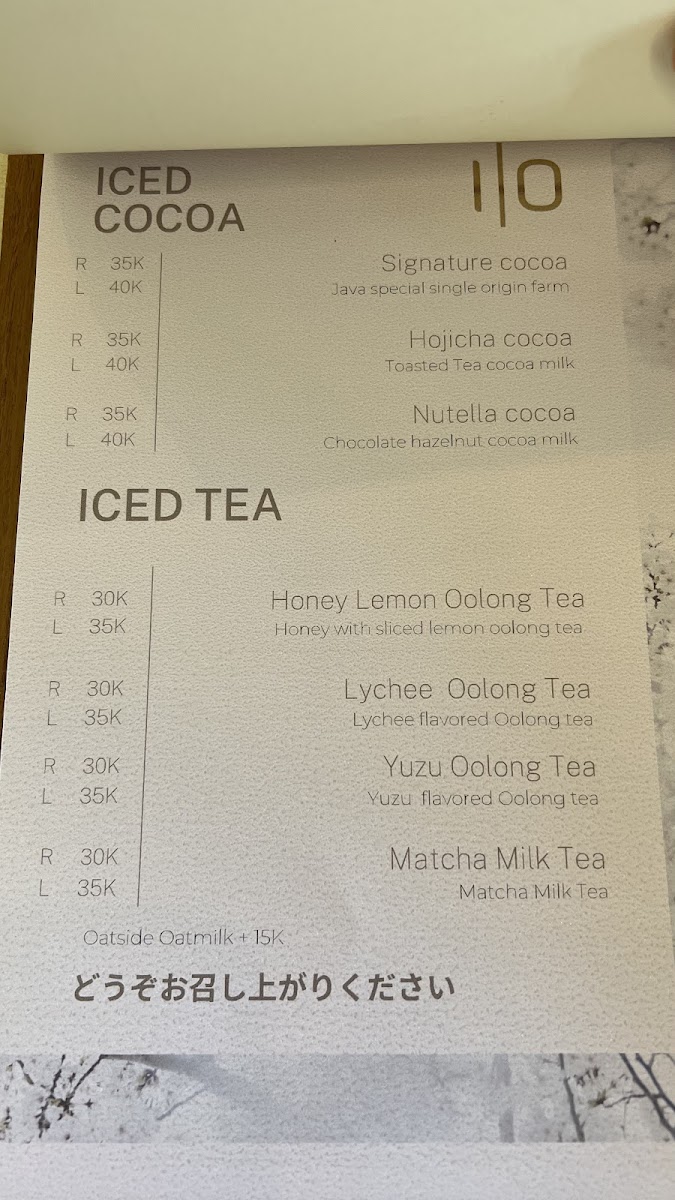 ICED
COCOA
I|O
R 35K Signature cocoa
L 40K Java special single origin farm
R 35K Hojicha cocoa
L 40K Toasted Tea cocoa milk
R 35K Nutella cocoa
L 40K Chocolate hazelnut cocoa milk
ICED TEA
R 30K Honey Lemon Oolong Tea
L 35K Honey with sliced lemon oolong tea
R 30K Lychee Oolong Tea
L 35K Lychee flavored Oolong tea
R 30K Yuzu Oolong Tea
L 35K Yuzu flavored Oolong tea
R 30K Matcha Milk Tea
L 35K Matcha Milk Tea
Oatside Oatmilk + 15K
どうぞお召し上がりください